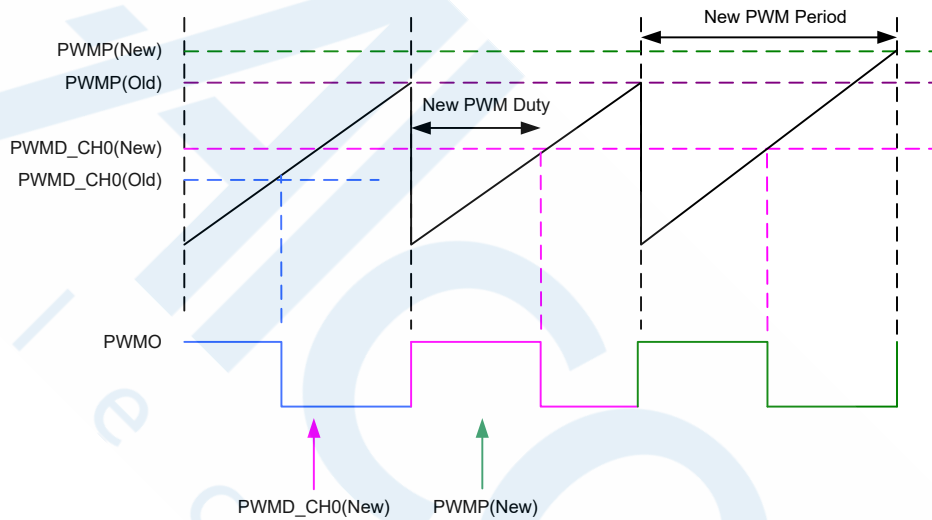 New PWM Period
PWMP(New)
PWMP(Old)
New PWM Duty
PWMD_CH0(New)
PWMD_CH0(Old)
PWMO
PWMD_CH0(New)
PWMP(New)